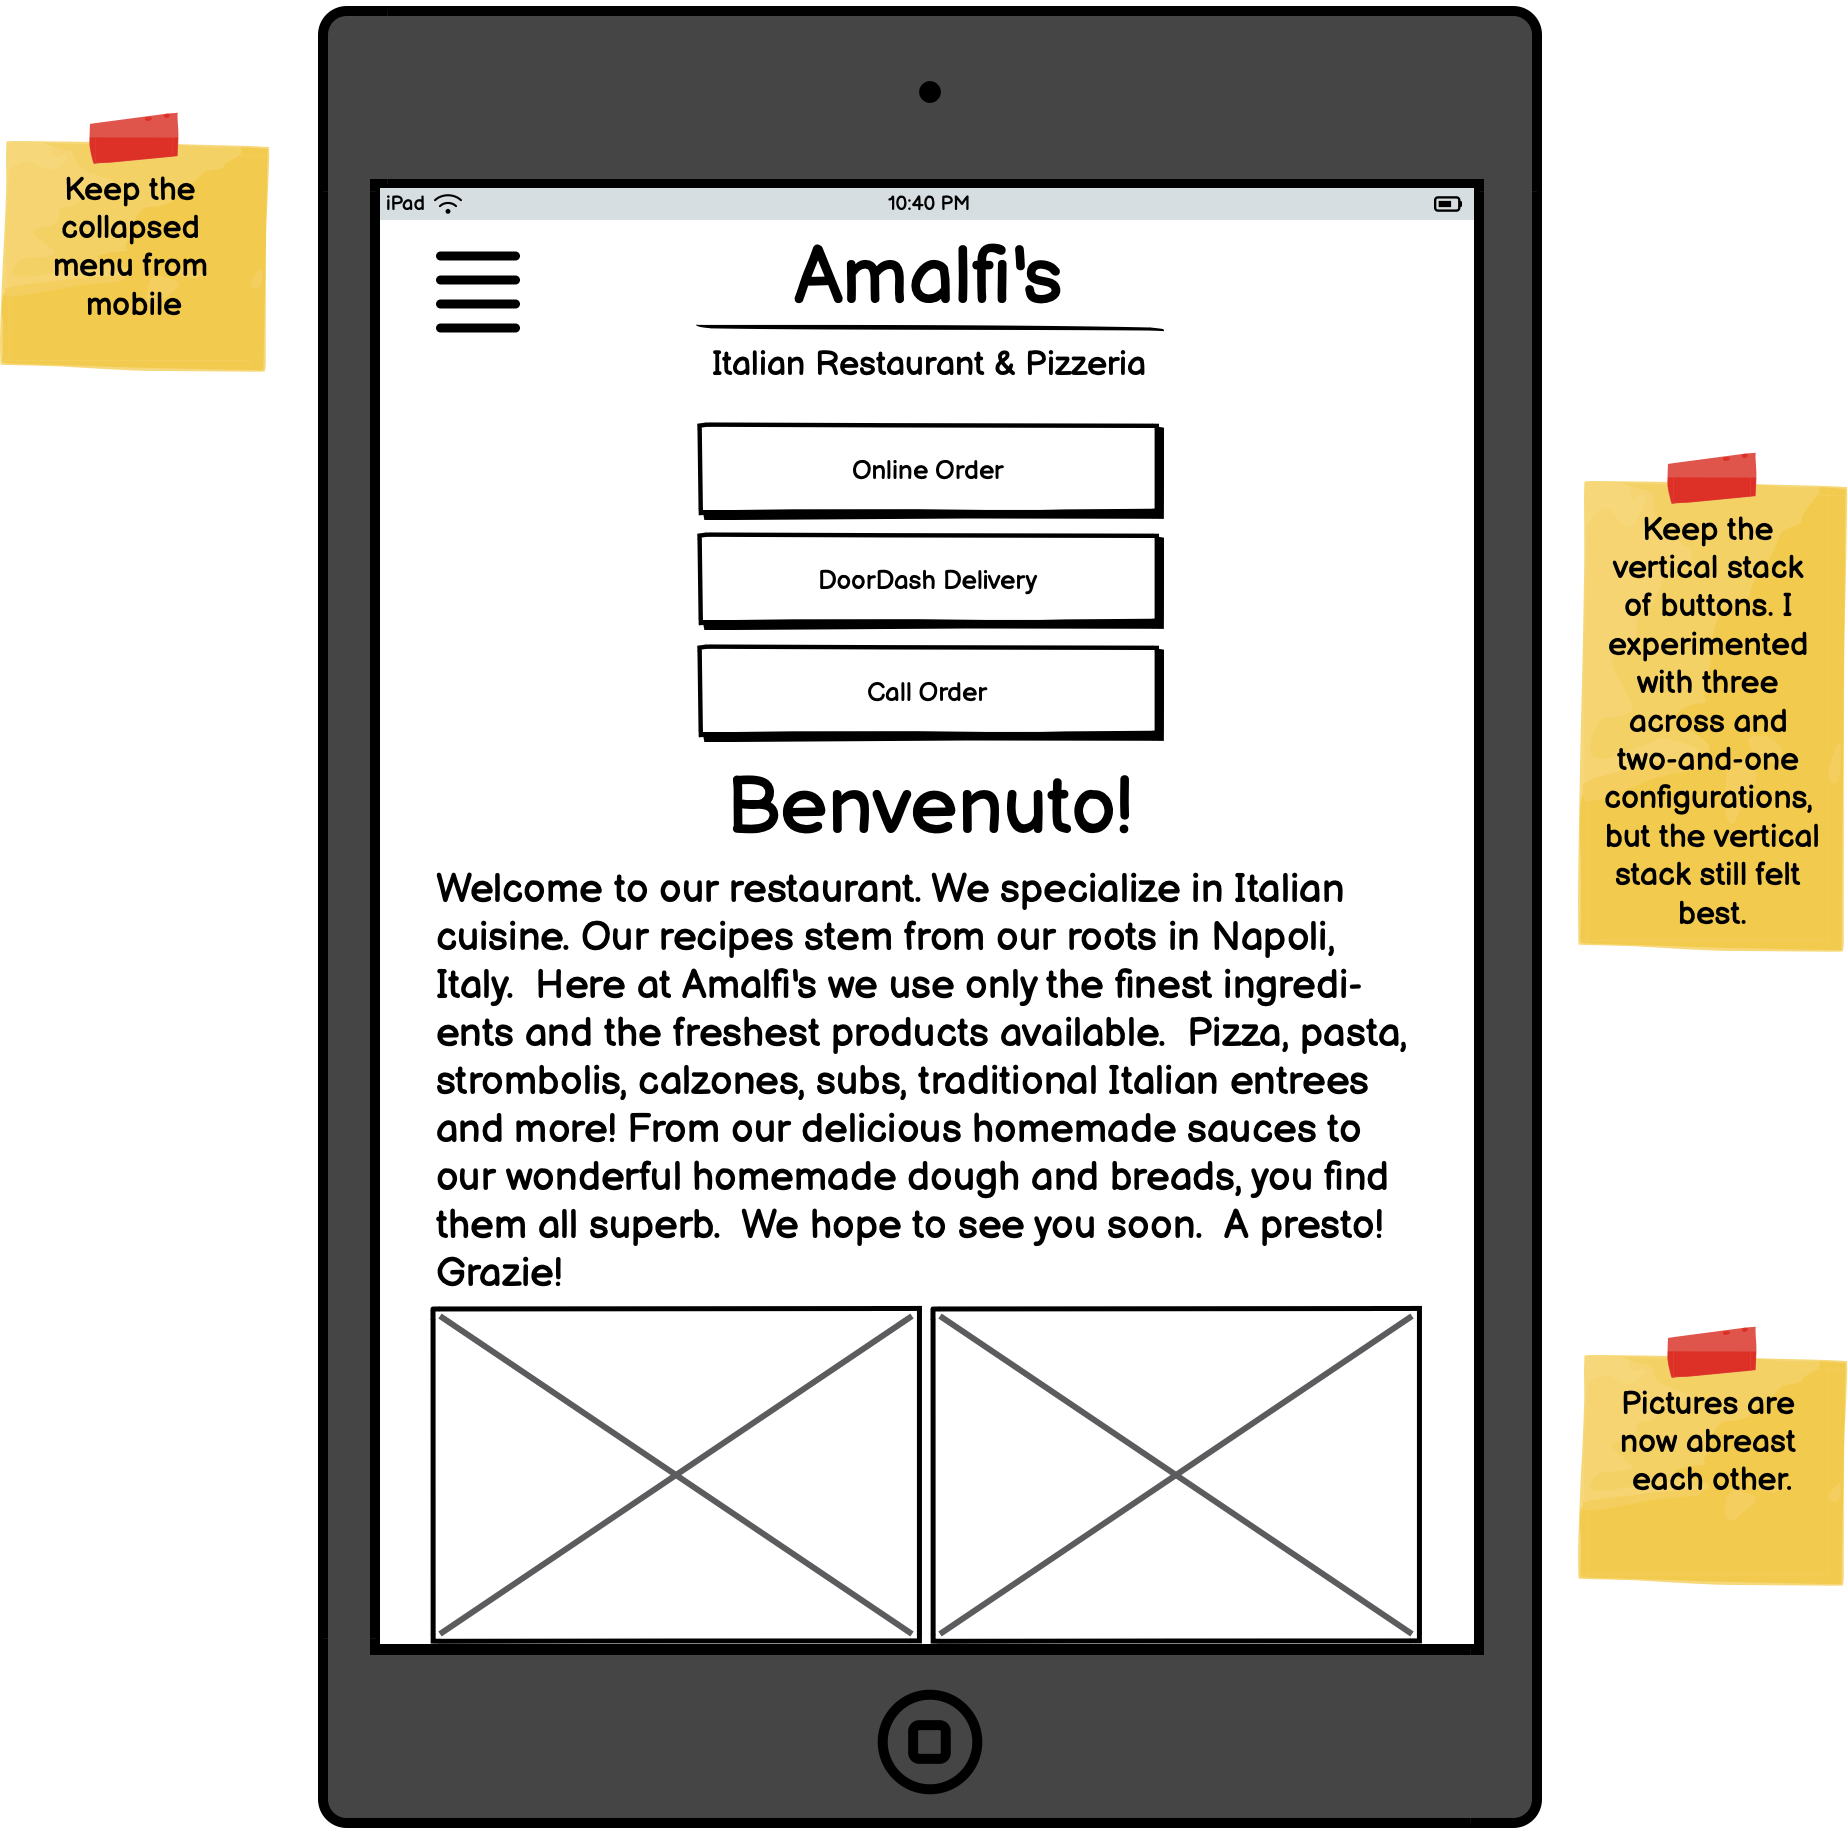 Keep the
collapsed
menu from
mobile
iPad
10:40 PM
Amalfi's
Italian Restaurant & Pizzeria
Online Order
DoorDash Delivery
Call Order
Benvenuto!
Welcome to our restaurant. We specialize in Italian
cuisine. Our recipes stem from our roots in Napoli,
Italy.  Here at Amalfi's we use only the finest ingredi-
ents and the freshest products available.  Pizza, pasta,
strombolis, calzones, subs, traditional Italian entrees
and more! From our delicious homemade sauces to
our wonderful homemade dough and breads, you find
them all superb.  We hope to see you soon.  A presto!
Grazie!
Keep the
vertical stack
of buttons. I
experimented
with three
across and
two-and-one
configurations,
but the vertical
stack still felt
best.
Pictures are
now abreast
each other.